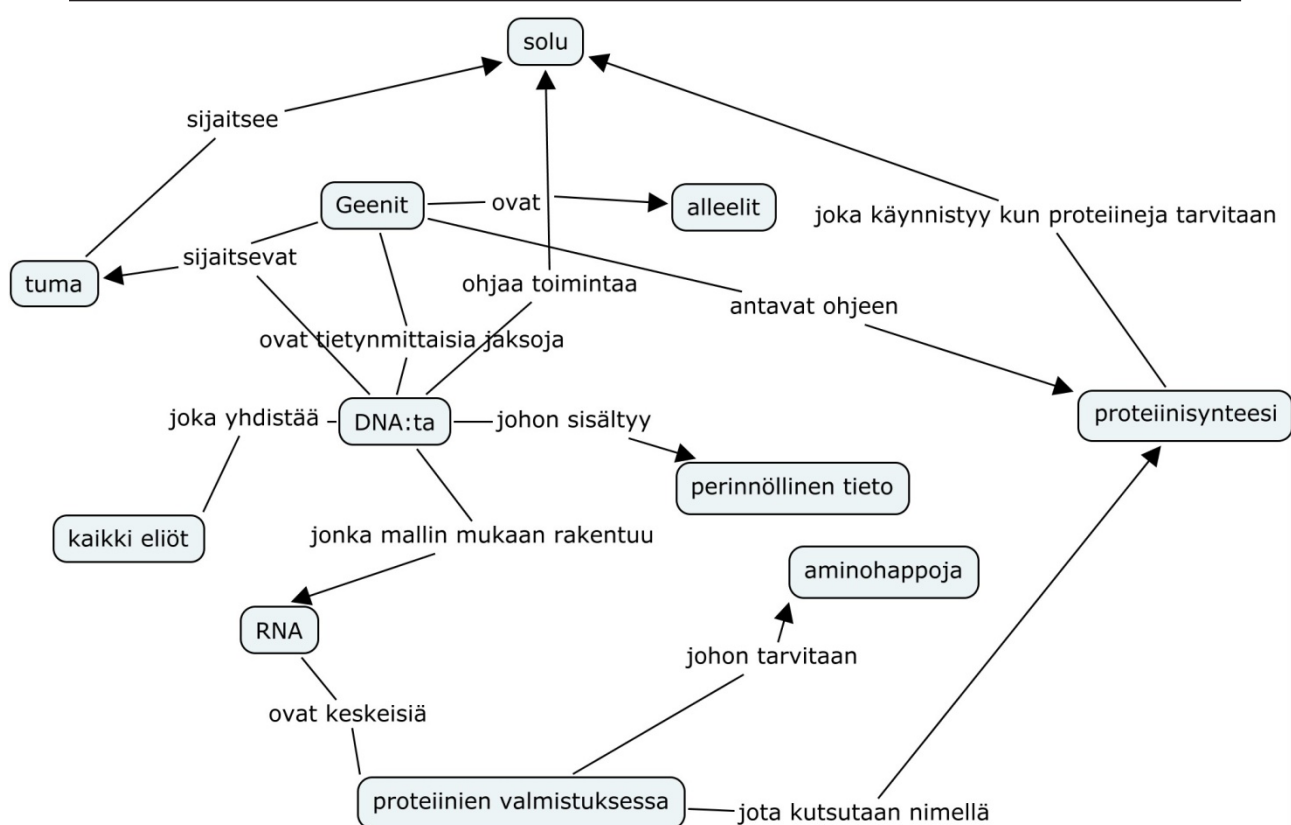 solu
sijaitsee
Geenit
ovat
alleelit
joka käynnistyy kun proteiineja tarvitaan
sijaitsevat
tuma
ohjaa toimintaa
antavat ohjeen
ovat tietynmittaisia jaksoja
joka yhdistää
DNA:ta
johon sisältyy
proteiinisynteesi
perinnöllinen tieto
kaikki eliöt
jonka mallin mukaan rakentuu
aminohappoja
RNA
johon tarvitaan
ovat keskeisiä
proteiinien valmistuksessa
jota kutsutaan nimellä